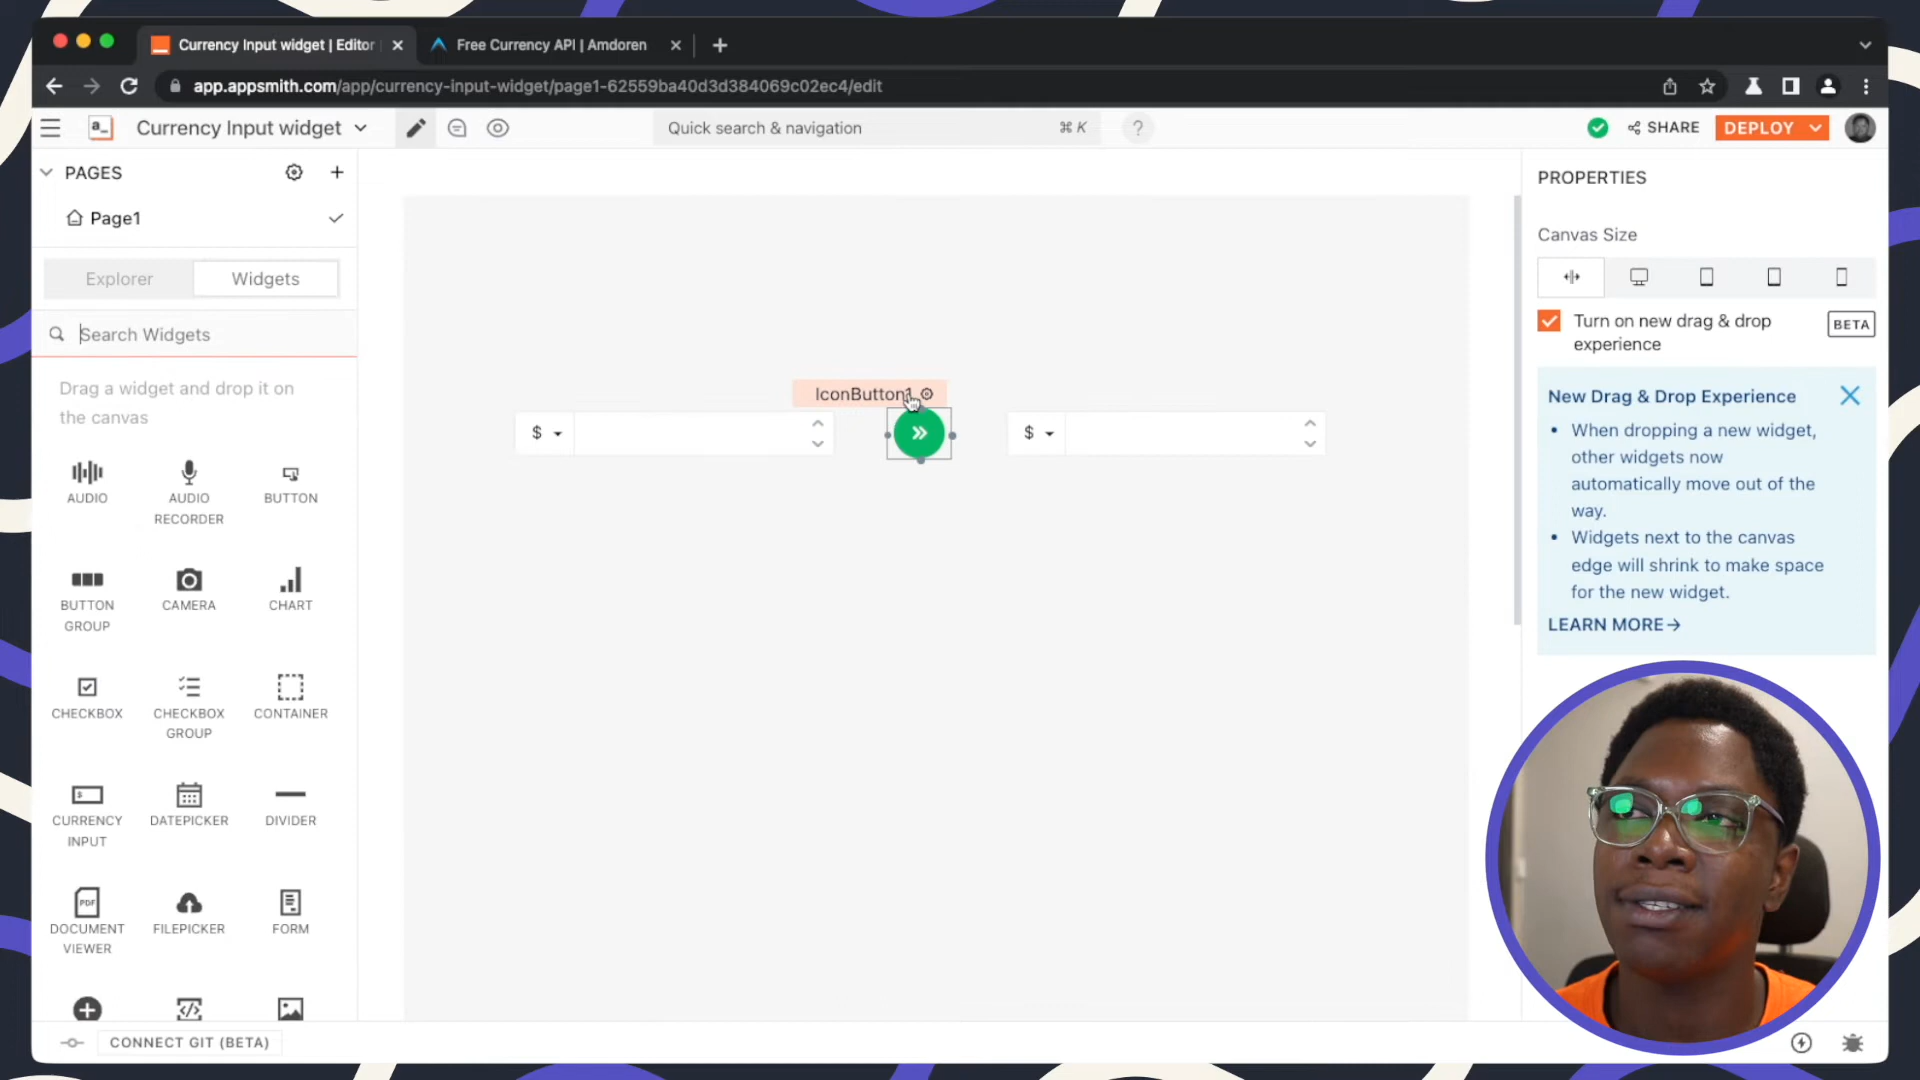 Currency Input widget | Editor
Free Currency API | Amdoren
app.appsmith.com/app/currency-input-widget/page1-62559ba40d3d384069c02ec4/edit
a_
Currency Input widget
Quick search & navigation
⌘ K
?
SHARE
DEPLOY
PAGES
Page1
Explorer
Widgets
Search Widgets
Drag a widget and drop it on
the canvas
AUDIO
AUDIO
RECORDER
BUTTON
BUTTON
GROUP
CAMERA
CHART
CHECKBOX
CHECKBOX
GROUP
CONTAINER
CURRENCY
INPUT
DATEPICKER
DIVIDER
PDF
DOCUMENT
VIEWER
FILEPICKER
FORM
CONNECT GIT (BETA)
IconButton1
$
$
PROPERTIES
Canvas Size
Turn on new drag & drop
experience
BETA
New Drag & Drop Experience
• When dropping a new widget,
other widgets now
automatically move out of the
way.
• Widgets next to the canvas
edge will shrink to make space
for the new widget.
LEARN MORE→